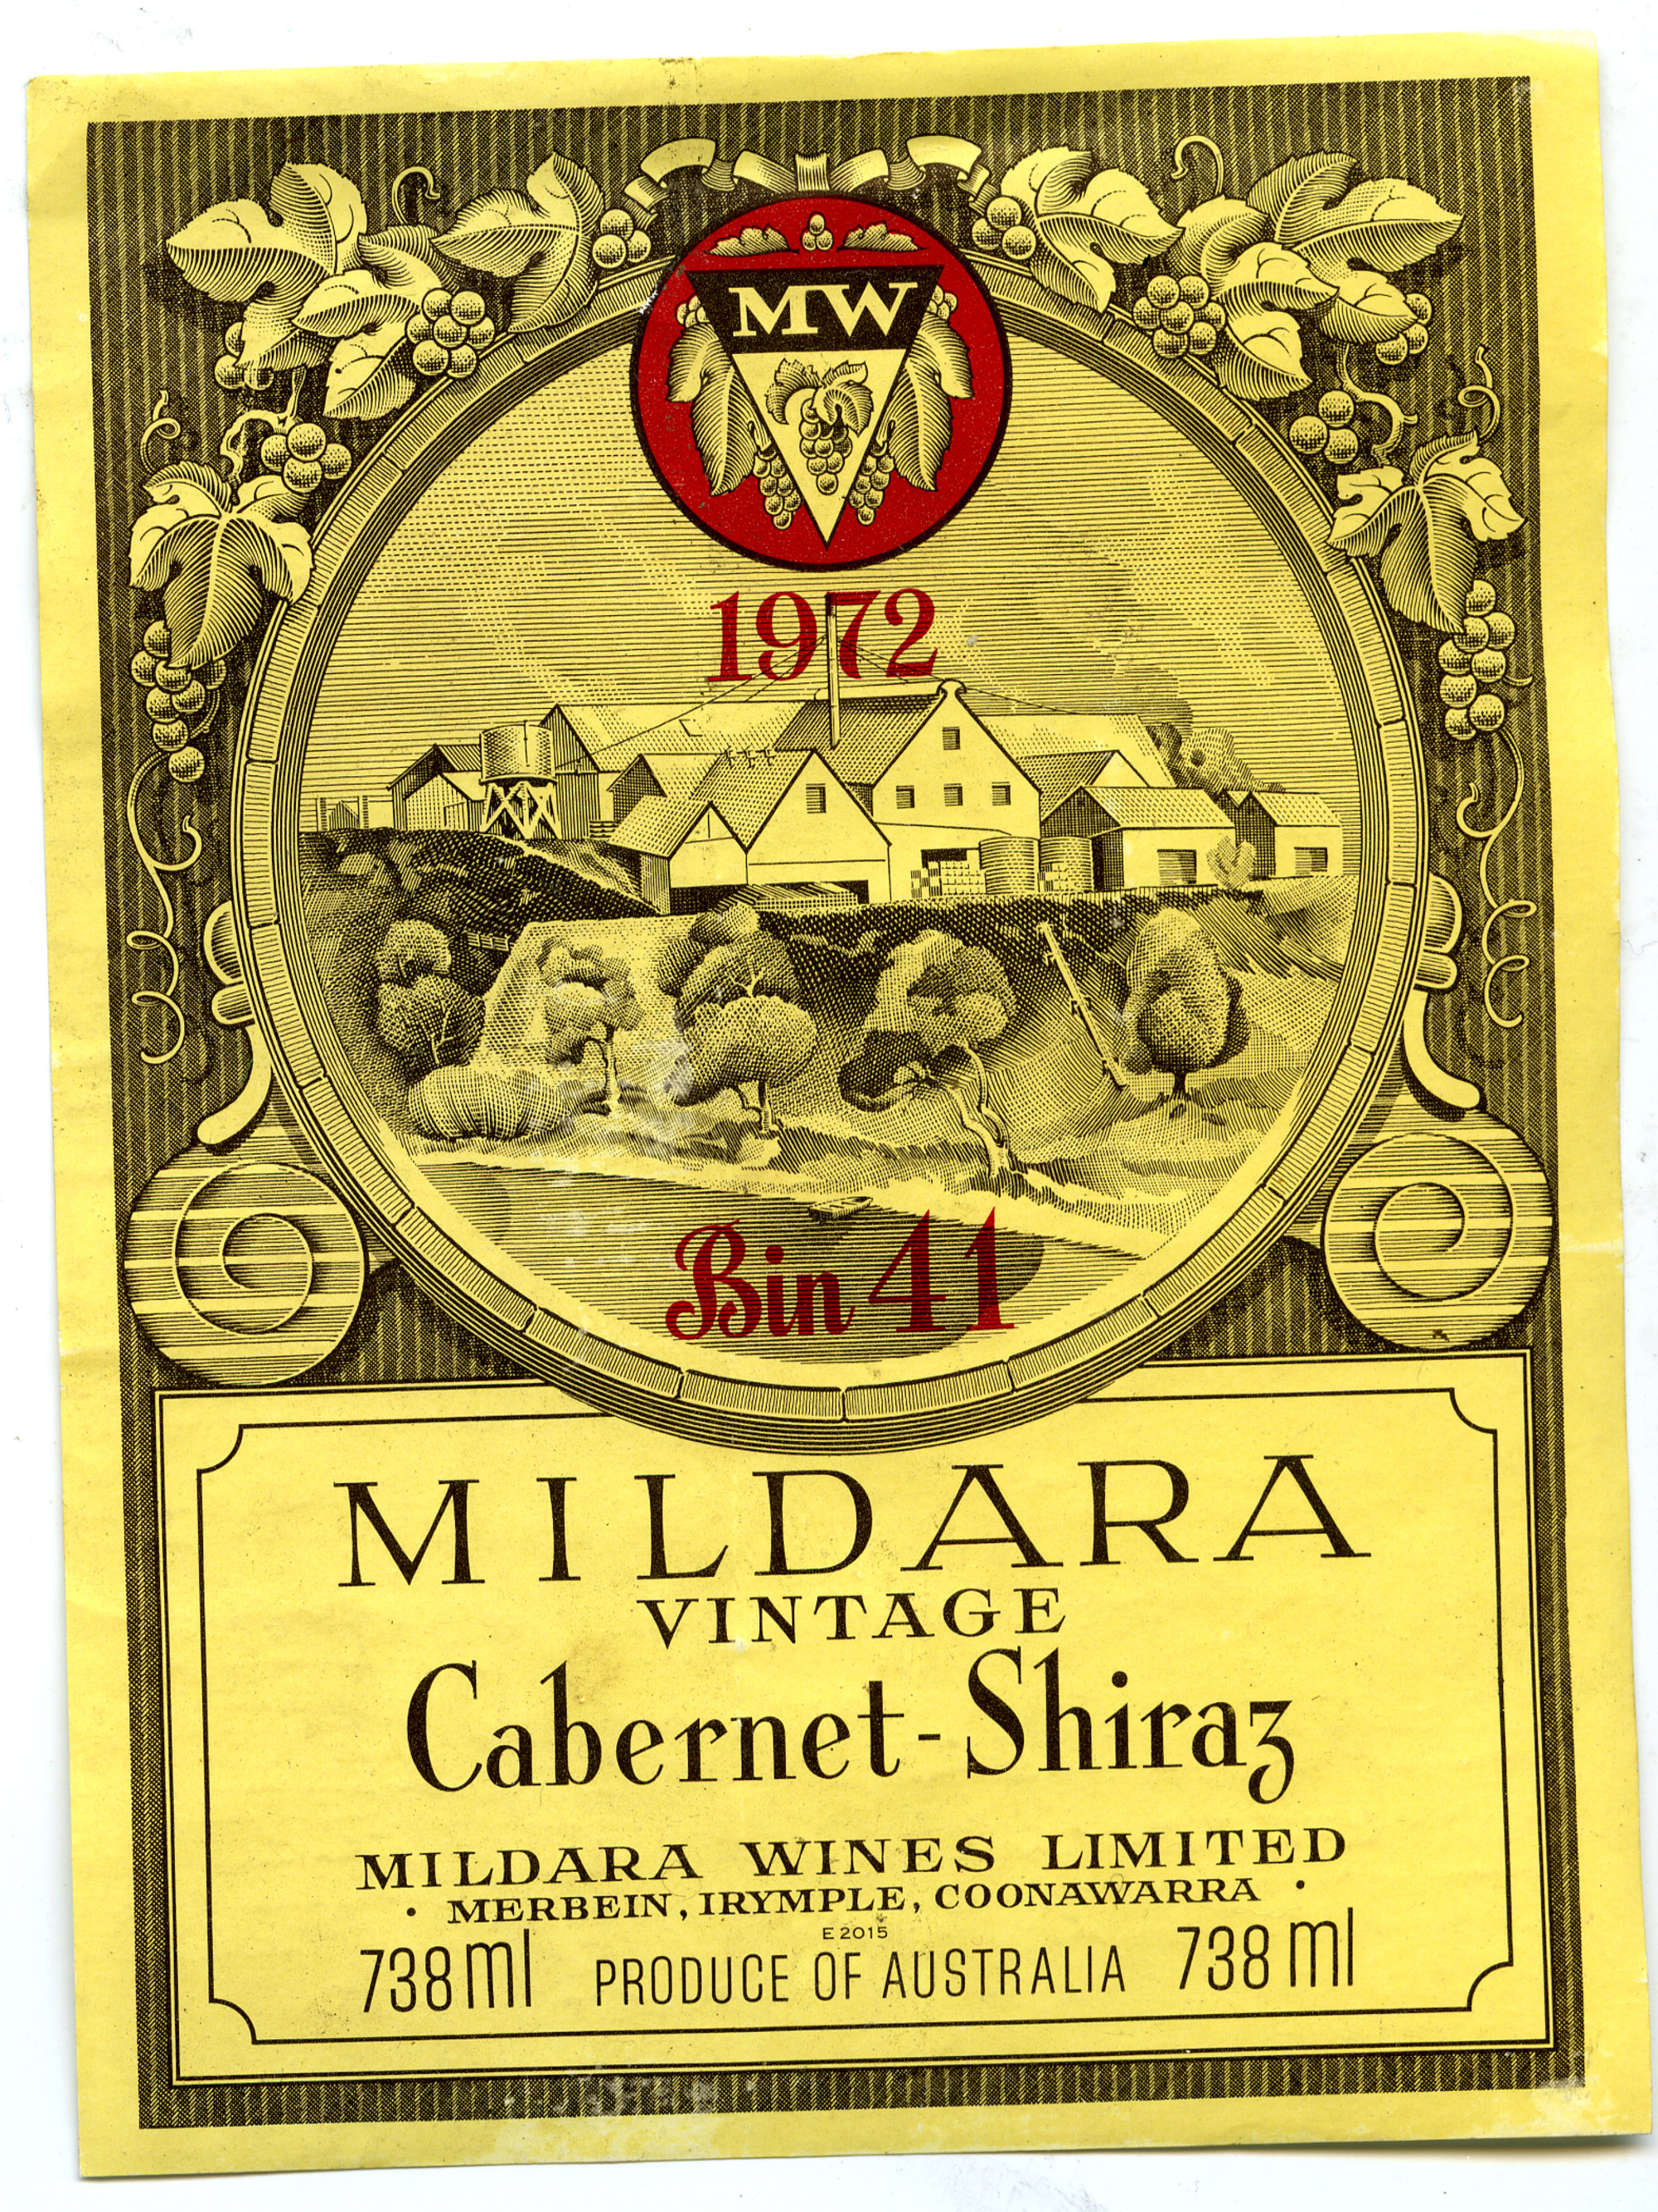 MW
1972
Bin 41
MILDARA
VINTAGE
Cabernet-Shiraz
MILDARA WINES LIMITED
• MERBEIN, IRYMPLE, COONAWARRA •
E2015
738 ml PRODUCE OF AUSTRALIA 738 ml